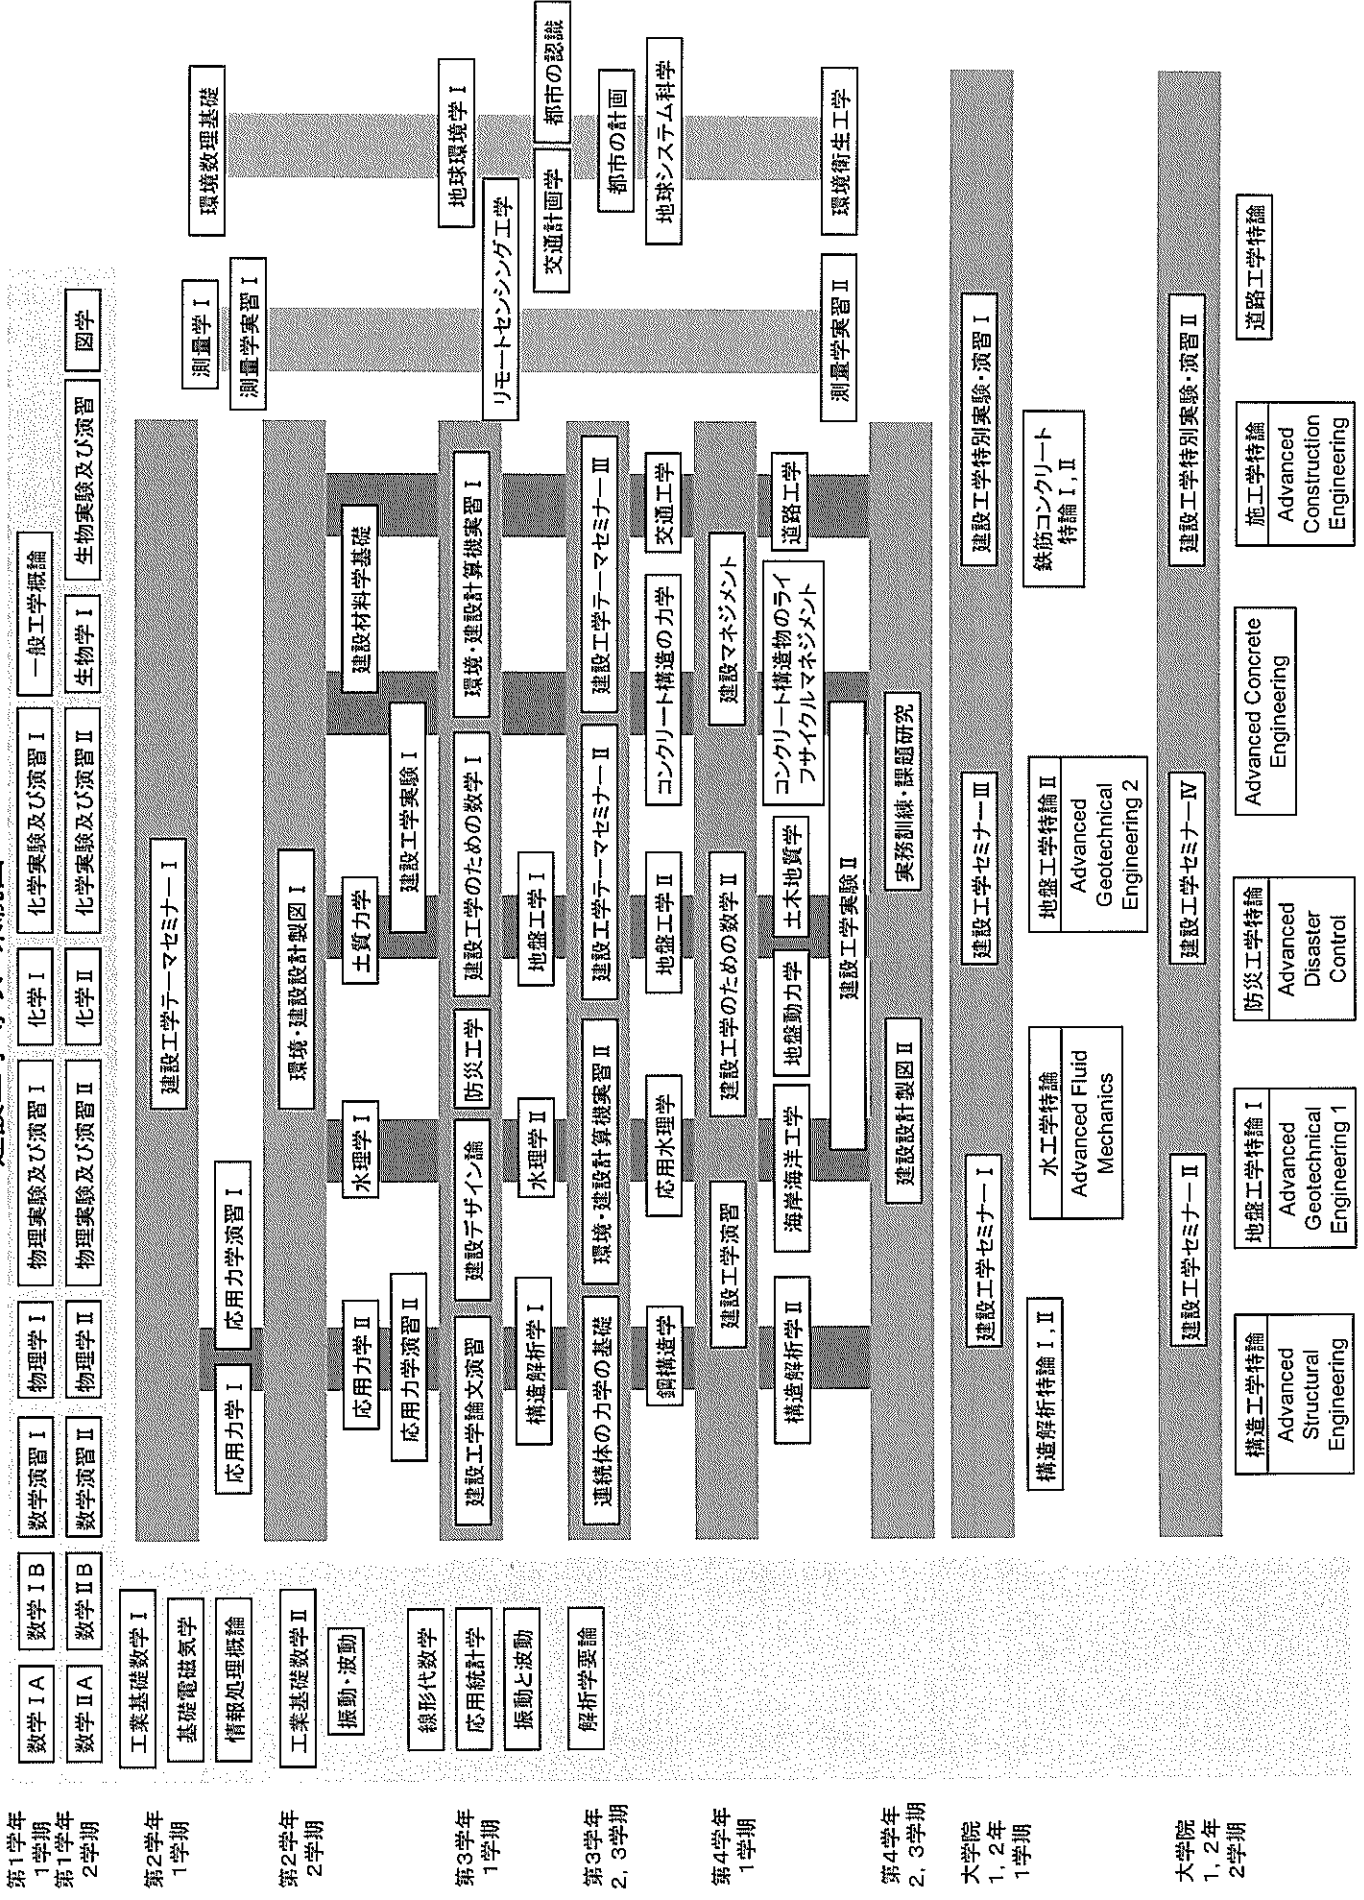 第1学年
1学期
数学ⅠA
数学ⅠB
数学演習Ⅰ
物理学Ⅰ
物理実験及び演習Ⅰ
化学Ⅰ
化学実験及び演習Ⅰ
一般工学概論
第1学年
2学期
数学ⅡA
数学ⅡB
数学演習Ⅱ
物理学Ⅱ
物理実験及び演習Ⅱ
化学Ⅱ
化学実験及び演習Ⅱ
生物学Ⅰ
生物実験及び演習
図学
第2学年
1学期
工業基礎数学Ⅰ
基礎電磁気学
情報処理概論
建設工学テーマセミナーⅠ
応用力学Ⅰ
応用力学演習Ⅰ
測量学Ⅰ
測量学実習Ⅰ
環境数理基礎
第2学年
2学期
工業基礎数学Ⅱ
振動・波動
環境・建設設計製図Ⅰ
応用力学Ⅱ
水理学Ⅰ
土質力学
建設材料学基礎
応用力学演習Ⅱ
建設工学実験Ⅰ
第3学年
1学期
線形代数学
応用統計学
振動と波動
建設工学論文演習
建設デザイン論
防災工学
建設工学のための数学Ⅰ
環境・建設計算機実習Ⅰ
地球環境学Ⅰ
リモートセンシング工学
構造解析学Ⅰ
水理学Ⅱ
地盤工学Ⅰ
交通計画学
都市の認識
第3学年
2, 3学期
解析学要論
連続体の力学の基礎
環境・建設計算機実習Ⅱ
建設工学テーマセミナーⅡ
建設工学テーマセミナーⅢ
都市の計画
鋼構造学
応用水理学
地盤工学Ⅱ
コンクリート構造の力学
交通工学
地球システム科学
第4学年
1学期
建設工学演習
建設工学のための数学Ⅱ
建設マネジメント
構造解析学Ⅱ
海岸海洋工学
地盤動力学
土木地質学
コンクリート構造物のライ
フサイクルマネジメント
道路工学
建設工学実験Ⅱ
測量学実習Ⅱ
環境衛生工学
第4学年
2, 3学期
建設設計製図Ⅱ
実務訓練・課題研究
大学院
1, 2年
1学期
建設工学セミナーⅠ
建設工学セミナーⅢ
建設工学特別実験・演習Ⅰ
構造解析特論Ⅰ,Ⅱ
水工学特論
Advanced Fluid
Mechanics
地盤工学特論Ⅱ
Advanced
Geotechnical
Engineering 2
鉄筋コンクリート
特論Ⅰ,Ⅱ
大学院
1, 2年
2学期
建設工学セミナーⅡ
建設工学セミナーⅣ
建設工学特別実験・演習Ⅱ
構造工学特論
Advanced
Structural
Engineering
地盤工学特論Ⅰ
Advanced
Geotechnical
Engineering 1
防災工学特論
Advanced
Disaster
Control
Advanced Concrete
Engineering
施工学特論
Advanced
Construction
Engineering
道路工学特論